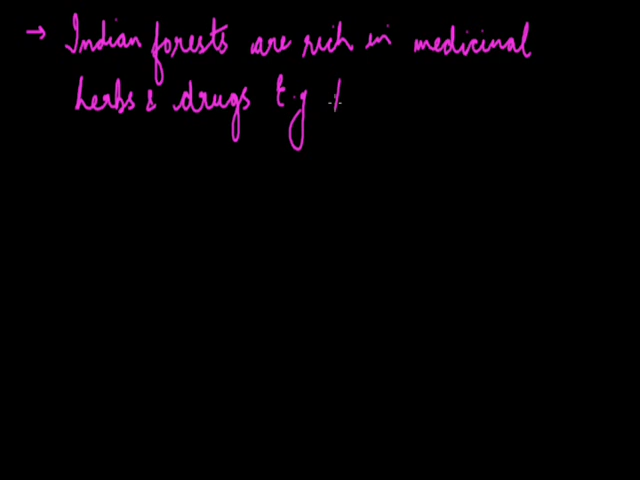 → Indian forests are rich in medicinal
herbs & drugs E.g